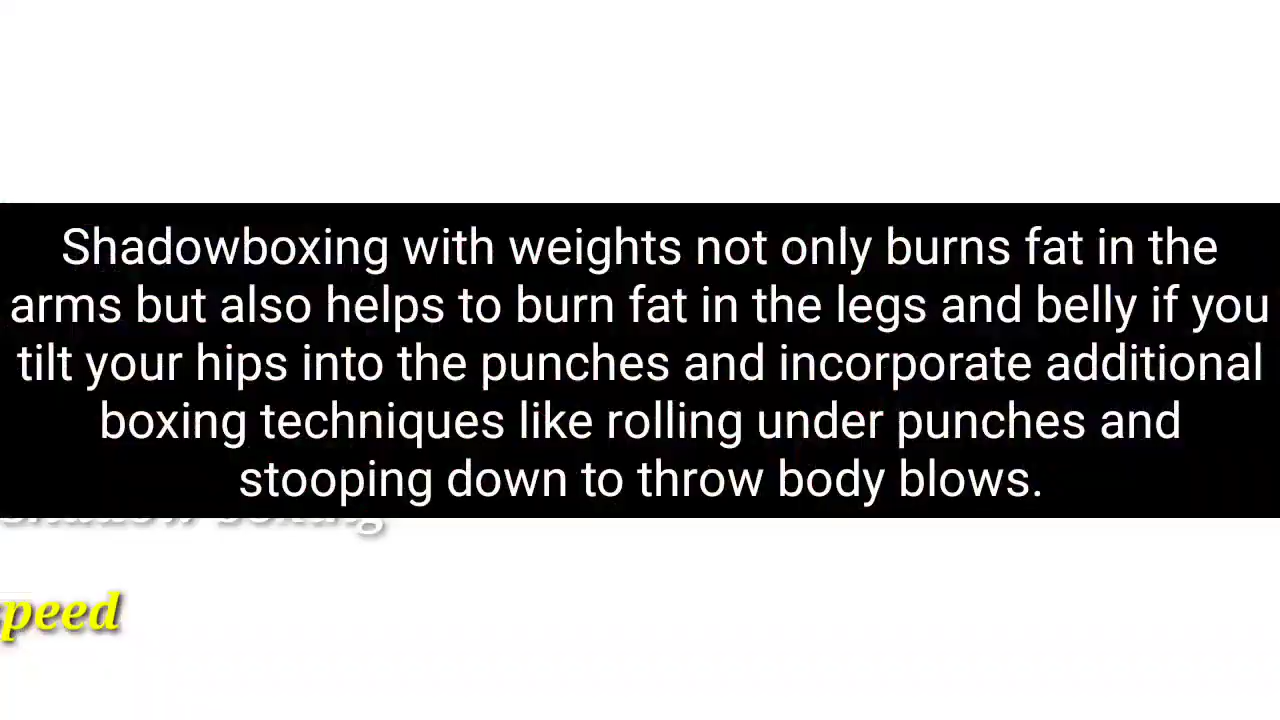 Shadowboxing with weights not only burns fat in the
arms but also helps to burn fat in the legs and belly if you
tilt your hips into the punches and incorporate additional
boxing techniques like rolling under punches and
stooping down to throw body blows.
peed